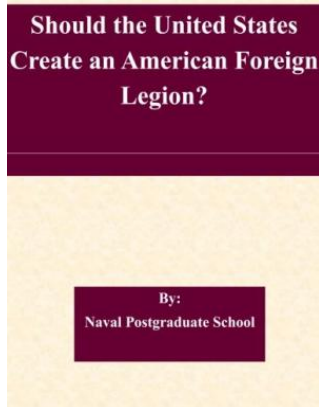 Should the United States
Create an American Foreign
Legion?
By:
Naval Postgraduate School